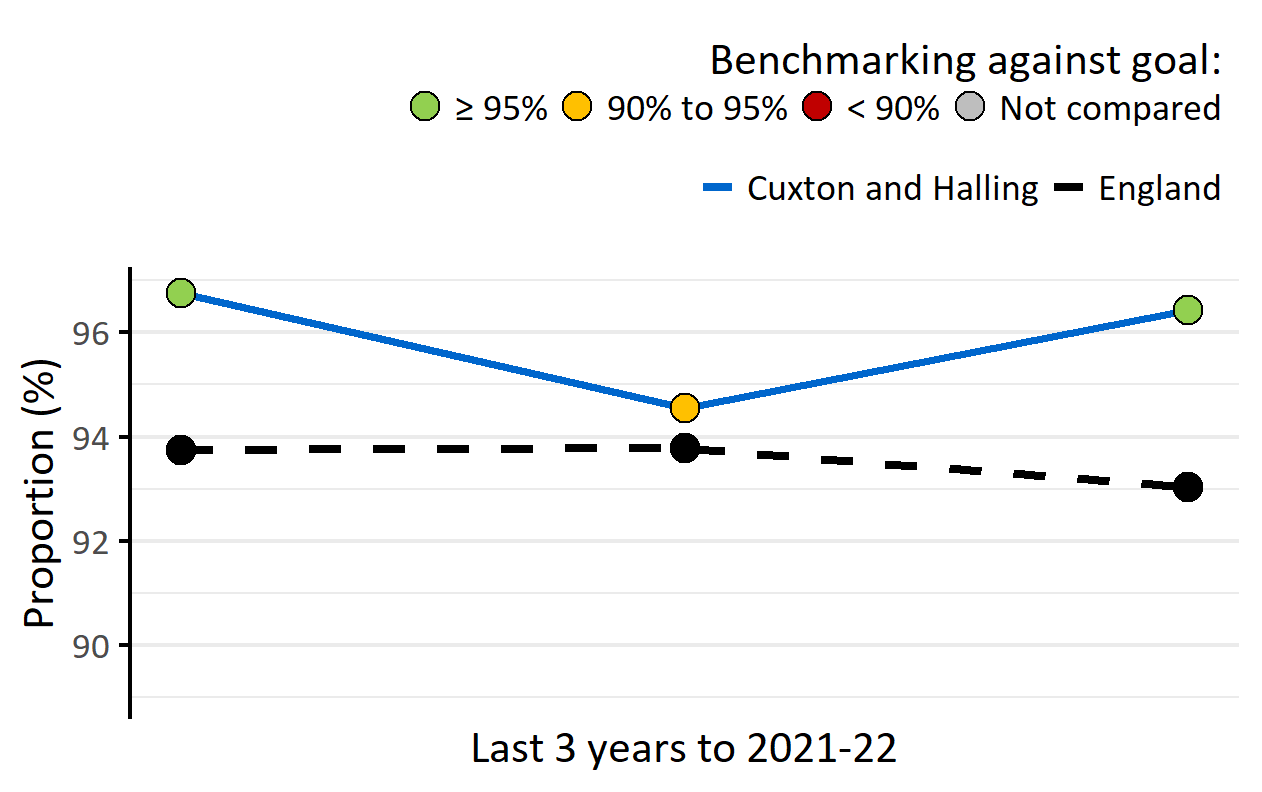 Benchmarking against goal:
≥ 95% 90% to 95% < 90% Not compared
Cuxton and Halling England
96
94
92
90
Proportion (%)
Last 3 years to 2021-22